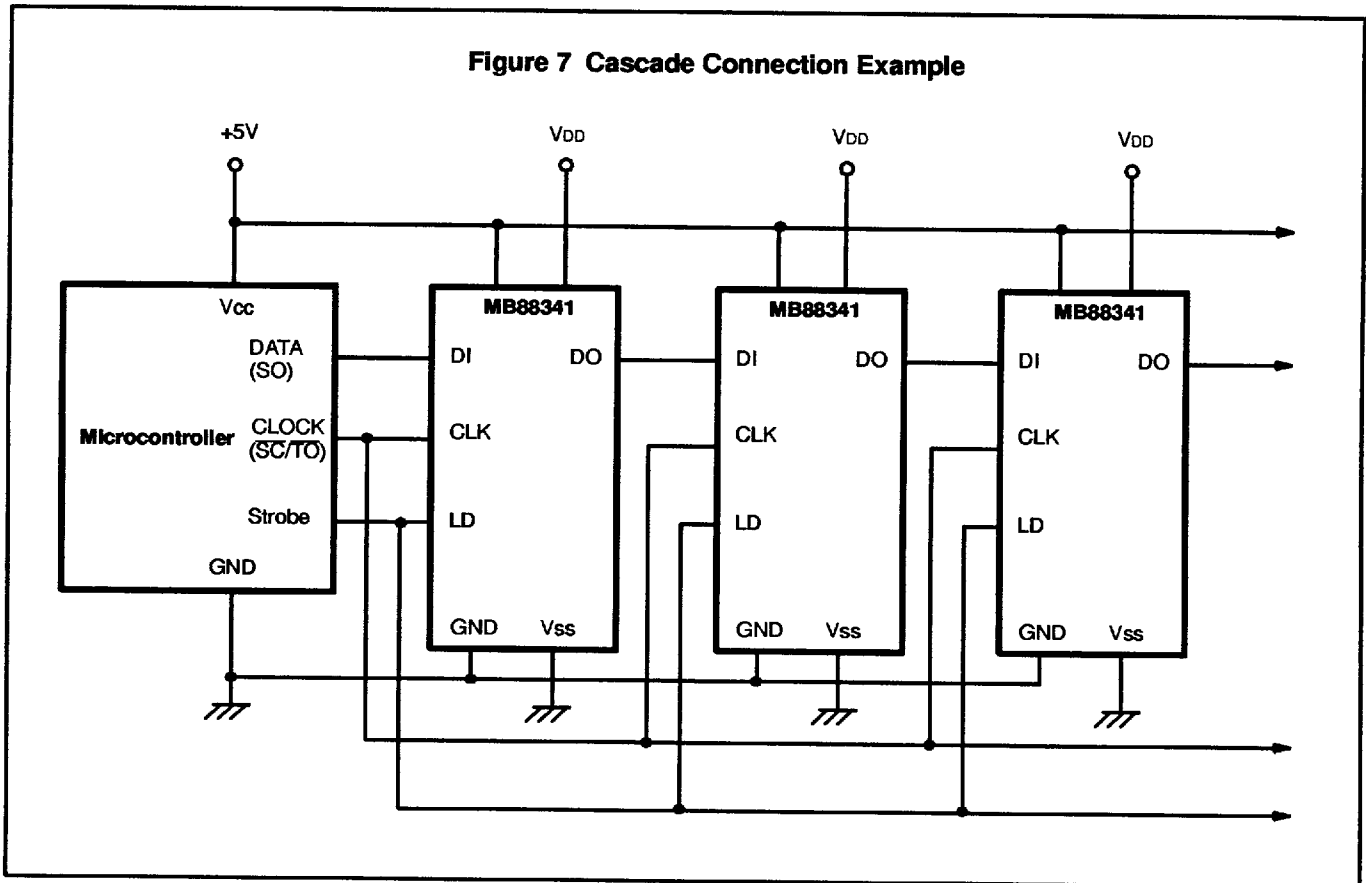 Figure 7 Cascade Connection Example
+5V
VDD
VDD
VDD
Vcc
DATA
(SO)
Microcontroller
CLOCK
(SC/TO)
Strobe
GND
MB88341
DI
DO
CLK
LD
GND
Vss
MB88341
DI
DO
CLK
LD
GND
Vss
MB88341
DI
DO
CLK
LD
GND
Vss